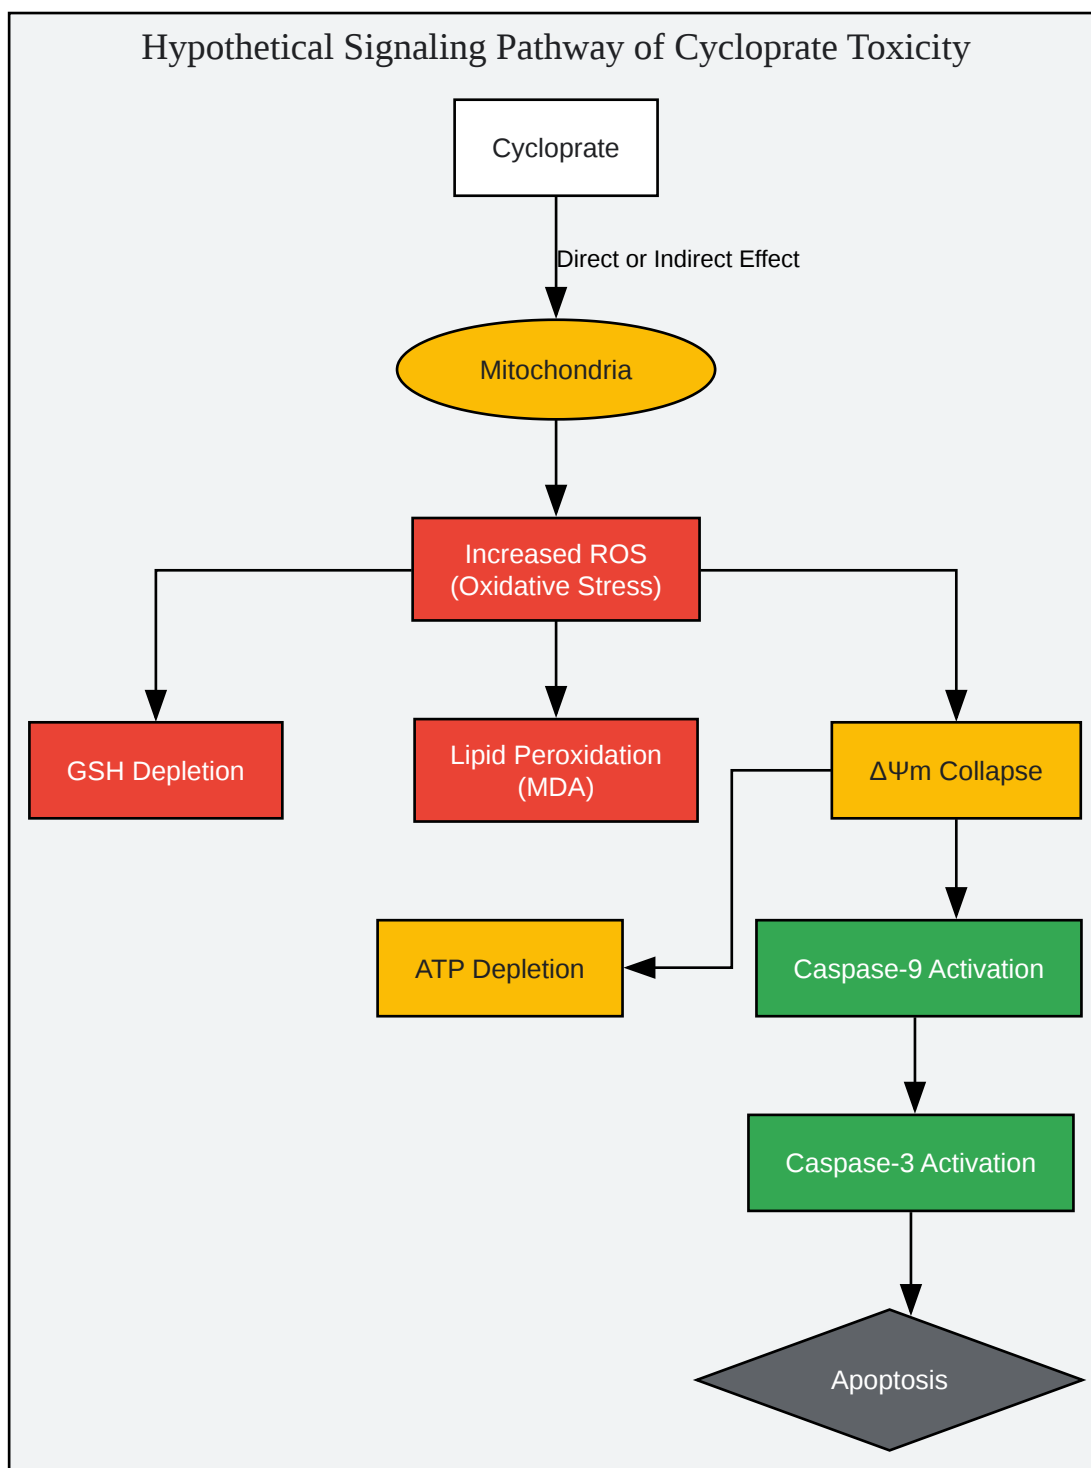 Hypothetical Signaling Pathway of Cycloprate Toxicity
Cycloprate
Direct or Indirect Effect
Mitochondria
Increased ROS
(Oxidative Stress)
GSH Depletion
Lipid Peroxidation
(MDA)
ΔΨm Collapse
ATP Depletion
Caspase-9 Activation
Caspase-3 Activation
Apoptosis